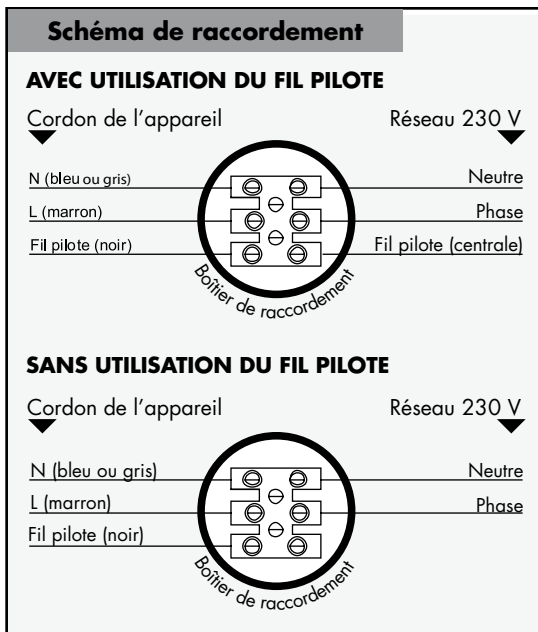 Schéma de raccordement
AVEC UTILISATION DU FIL PILOTE
Cordon de l'appareil Réseau 230 V
N (bleu ou gris) Neutre
L (marron) Phase
Fil pilote (noir) Fil pilote (centrale)
Boîtier de raccordement
SANS UTILISATION DU FIL PILOTE
Cordon de l'appareil Réseau 230 V
N (bleu ou gris) Neutre
L (marron) Phase
Fil pilote (noir)
Boîtier de raccordement